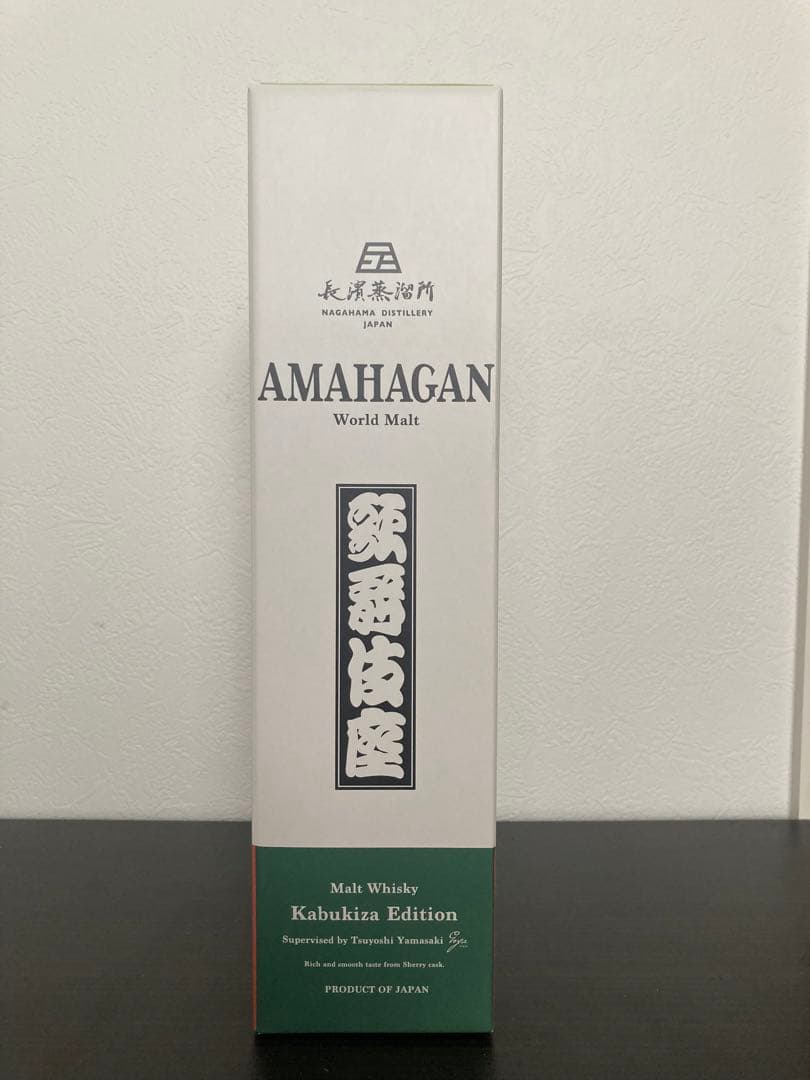 長濱蒸溜所
NAGAHAMA DISTILLERY
JAPAN
AMAHAGAN
World Malt
歌舞伎座
Malt Whisky
Kabukiza Edition
Supervised by Tsuyoshi Yamasaki
Rich and smooth taste from Sherry cask.
PRODUCT OF JAPAN